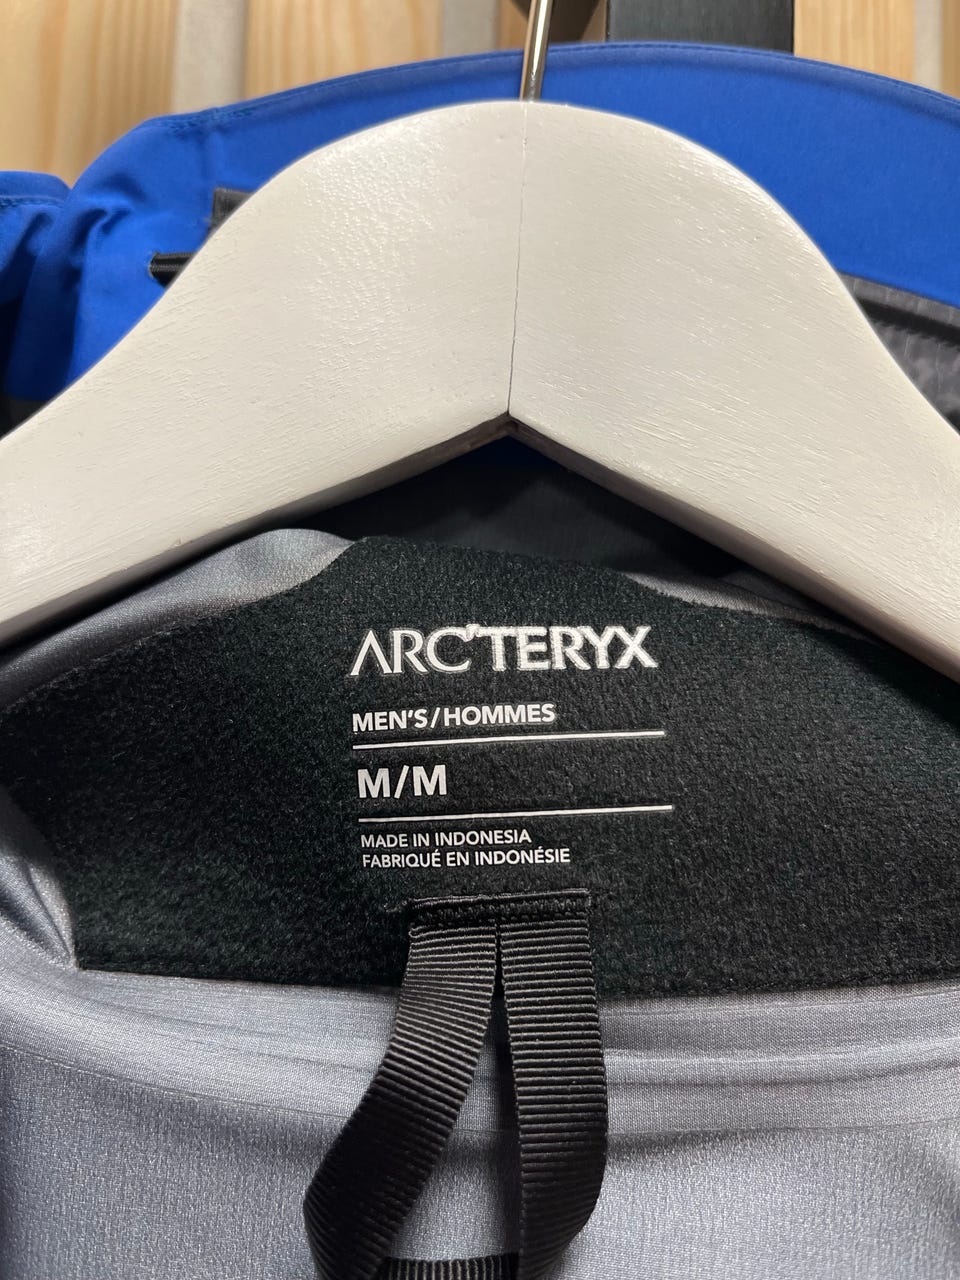 ARC'TERYX
MEN'S/HOMMES
M/M
MADE IN INDONESIA
FABRIQUÉ EN INDONÉSIE